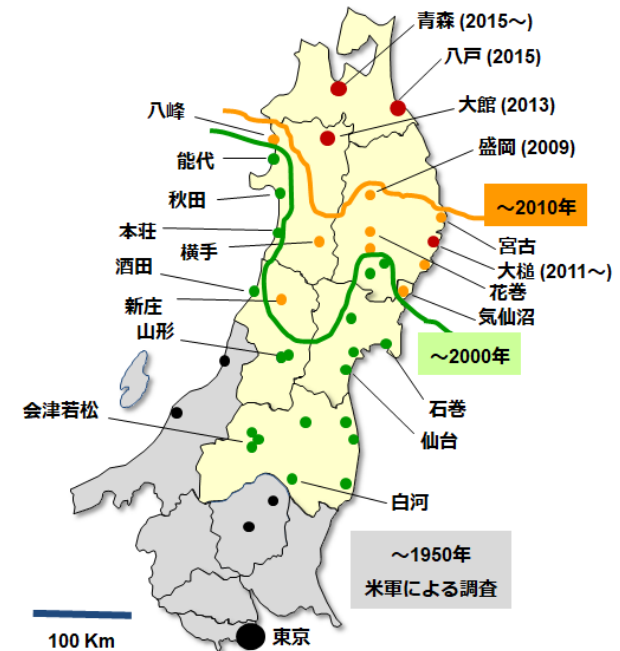 青森 (2015～)
八戸 (2015)
大館 (2013)
盛岡 (2009)
八峰
能代
秋田
本荘
横手
酒田
新庄
山形
会津若松
～2010年
宮古
大槌 (2011～)
花巻
気仙沼
～2000年
石巻
仙台
白河
～1950年
米軍による調査
100 Km
東京